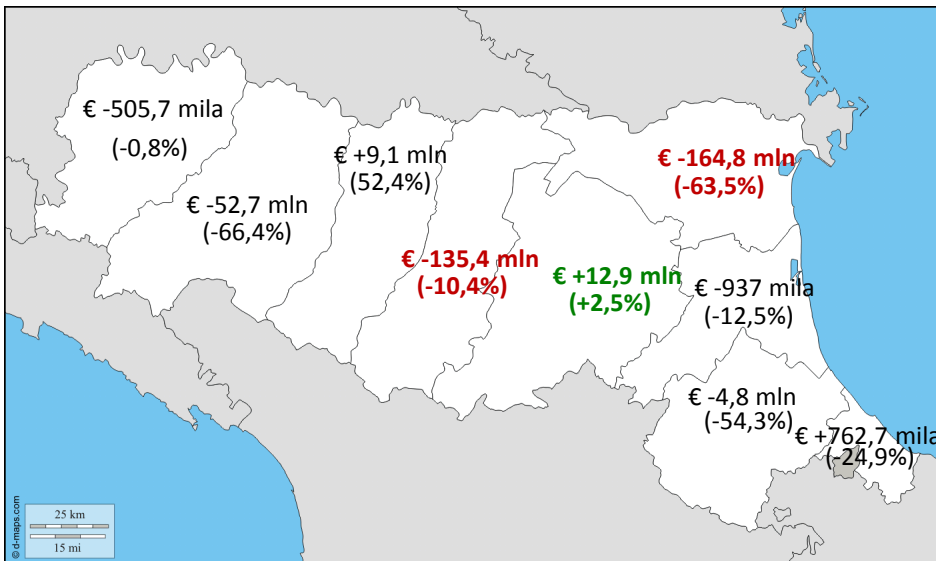 € -505,7 mila
(-0,8%)
€ -52,7 mln
(-66,4%)
€ +9,1 mln
(52,4%)
€ -135,4 mln
(-10,4%)
€ +12,9 mln
(+2,5%)
€ -164,8 mln
(-63,5%)
€ -937 mila
(-12,5%)
€ -4,8 mln
(-54,3%)
€ +762,7 mila
(-24,9%)
25 km
15 mi
© d-maps.com